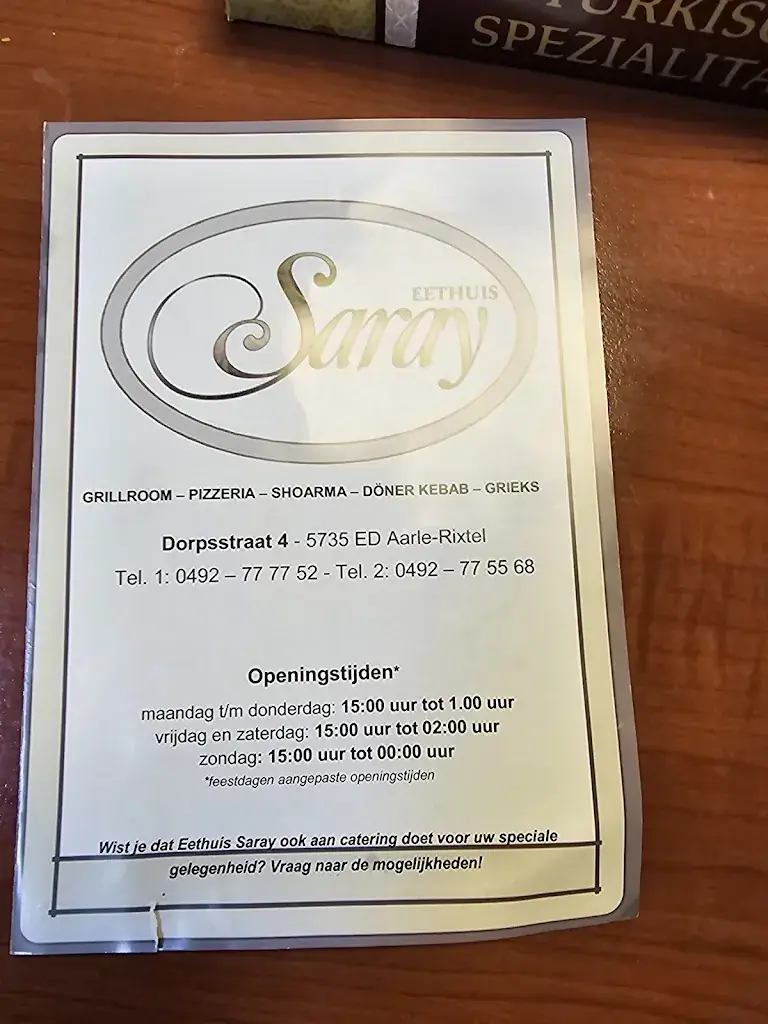 SPEZIALITÄ
EETHUIS
Saray
GRILLROOM – PIZZERIA – SHOARMA – DÖNER KEBAB – GRIEKS
Dorpsstraat 4 - 5735 ED Aarle-Rixtel
Tel. 1: 0492 – 77 77 52 - Tel. 2: 0492 – 77 55 68
Openingstijden*
maandag t/m donderdag: 15:00 uur tot 1.00 uur
vrijdag en zaterdag: 15:00 uur tot 02:00 uur
zondag: 15:00 uur tot 00:00 uur
*feestdagen aangepaste openingstijden
Wist je dat Eethuis Saray ook aan catering doet voor uw speciale
gelegenheid? Vraag naar de mogelijkheden!